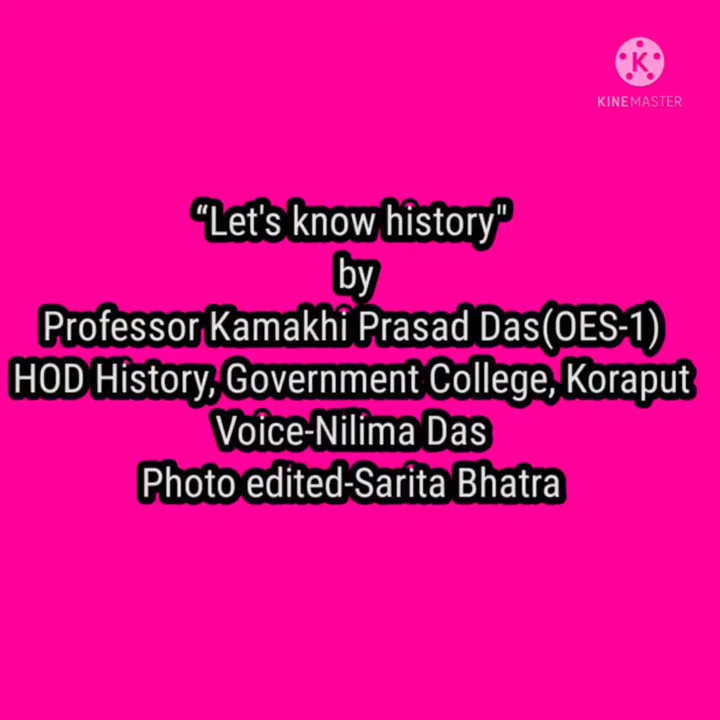 K
KINEMASTER
“Let's know history"
by
Professor Kamakhi Prasad Das(OES-1)
HOD History, Government College, Koraput
Voice-Nilima Das
Photo edited-Sarita Bhatra